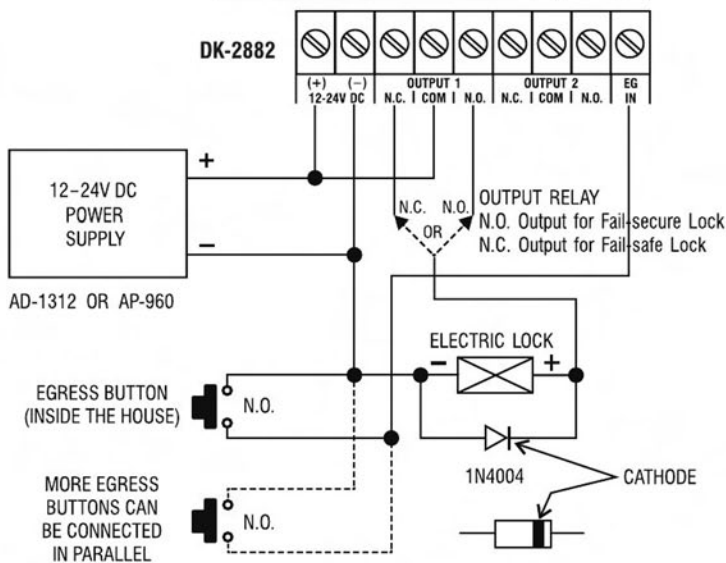 DK-2882
(+) (−)
12-24V DC
OUTPUT 1
N.C. | COM | N.O.
OUTPUT 2
N.C. | COM | N.O.
EG
IN
+
12–24V DC
POWER
SUPPLY
−
AD-1312 OR AP-960
N.C. N.O.
OR
OUTPUT RELAY
N.O. Output for Fail-secure Lock
N.C. Output for Fail-safe Lock
ELECTRIC LOCK
− +
EGRESS BUTTON
(INSIDE THE HOUSE)
N.O.
1N4004
CATHODE
MORE EGRESS
BUTTONS CAN
BE CONNECTED
IN PARALLEL
N.O.